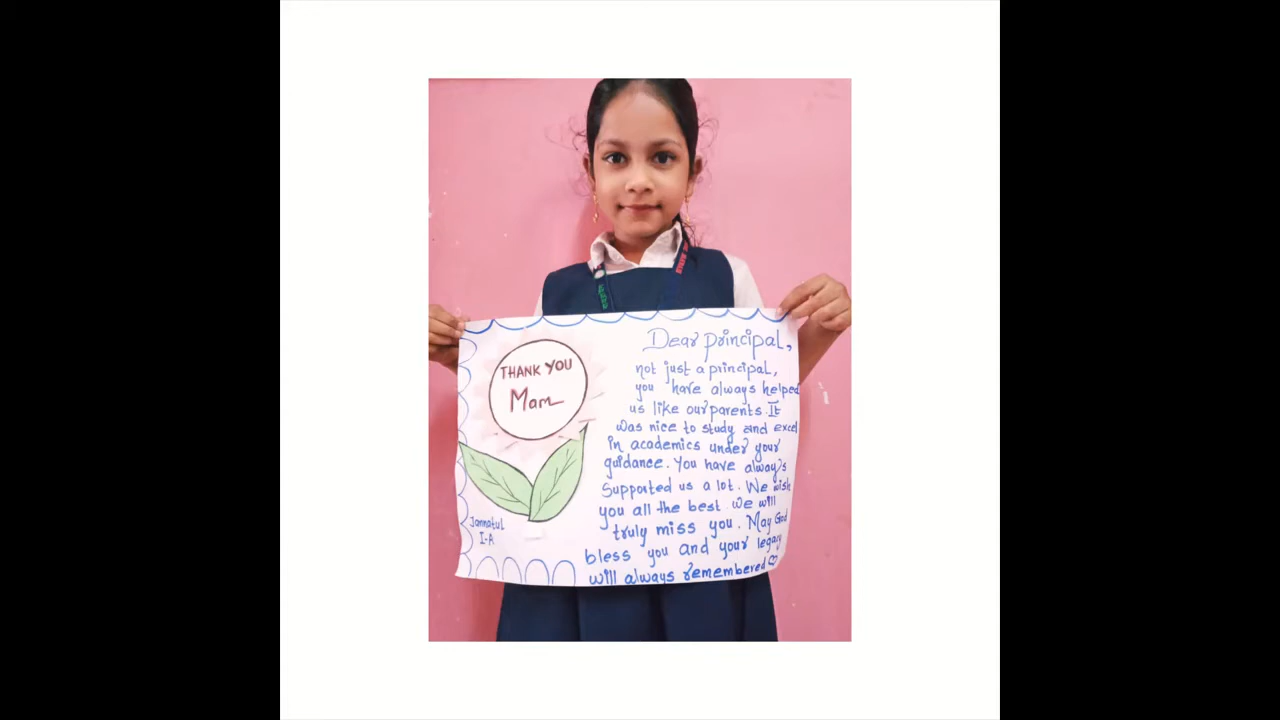 THANK YOU
Mam
Jannatul
I-A
Dear principal,
not just a principal,
you have always helped
us like our parents. It
was nice to study and excel
in academics under your
guidance. You have always
Supported us a lot. We wish
you all the best. We will
truly miss you. May God
bless you and your legacy
will always remembered